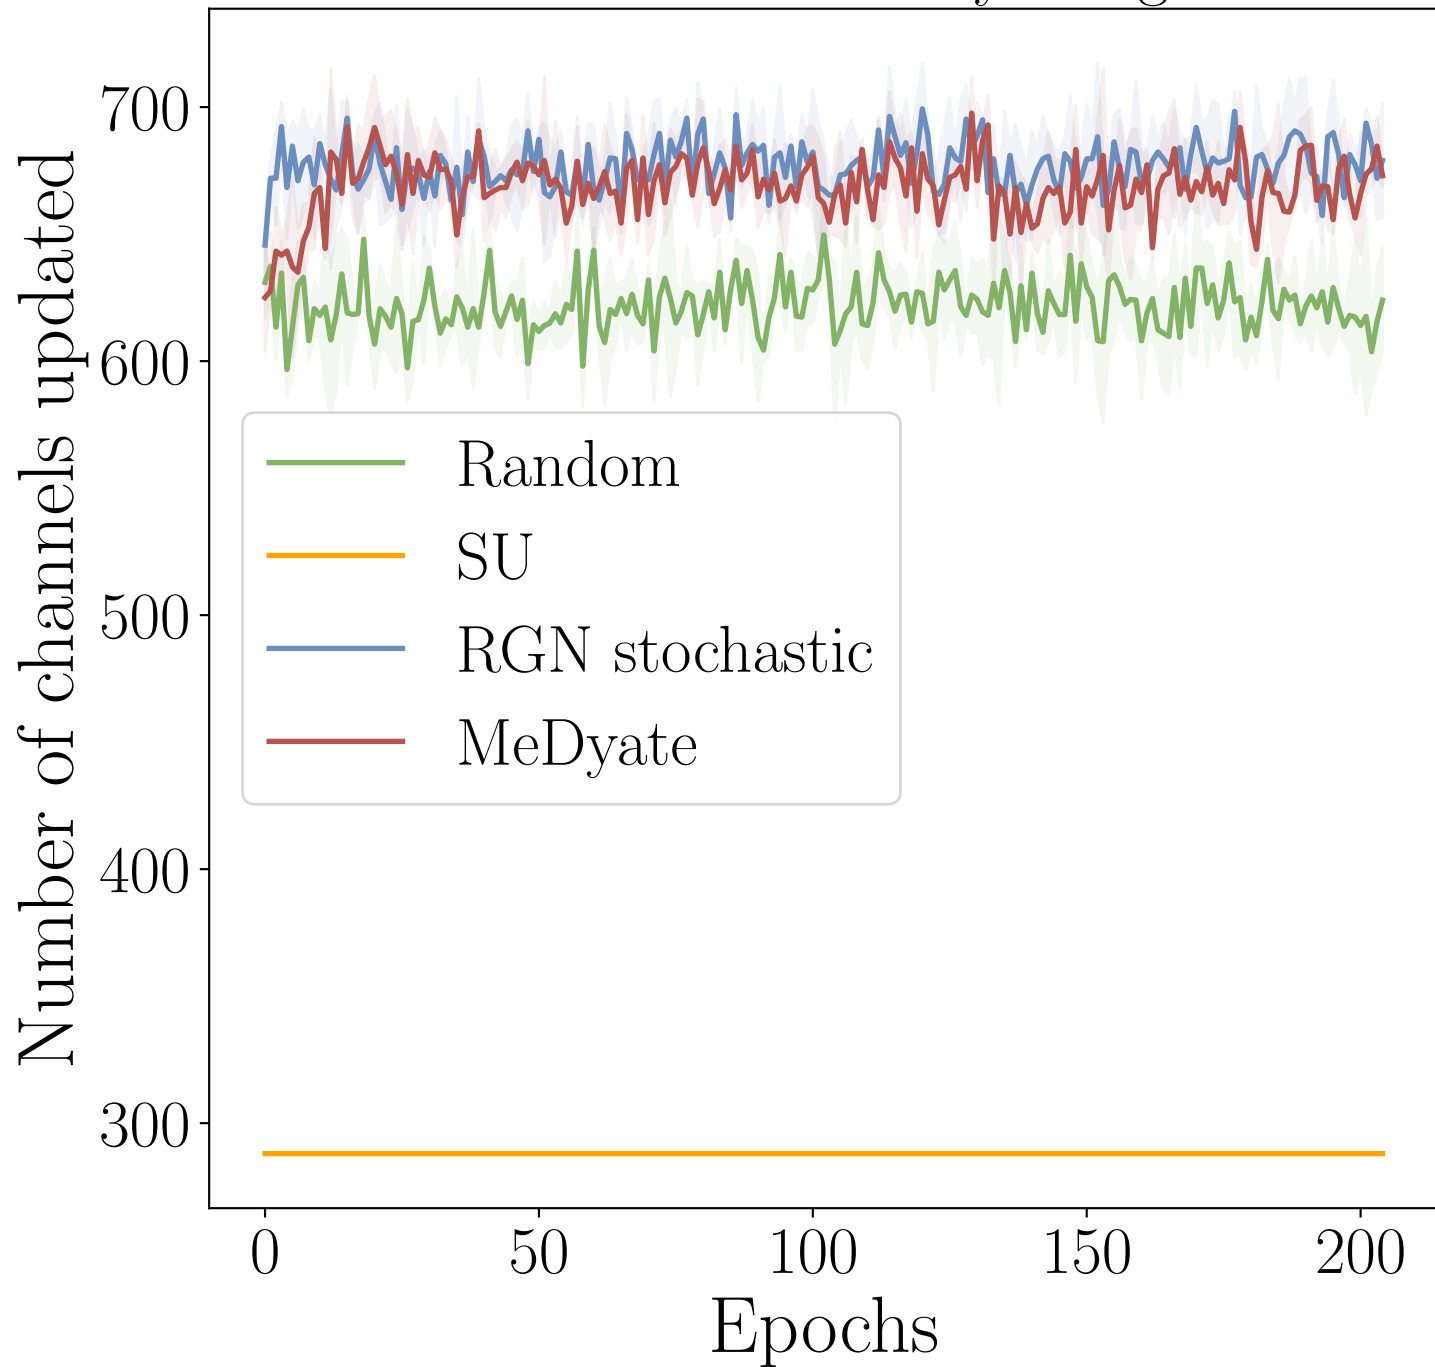 Number of channels updated
700
600
500
400
300
Random
SU
RGN stochastic
MeDyate
0 50 100 150 200
Epochs